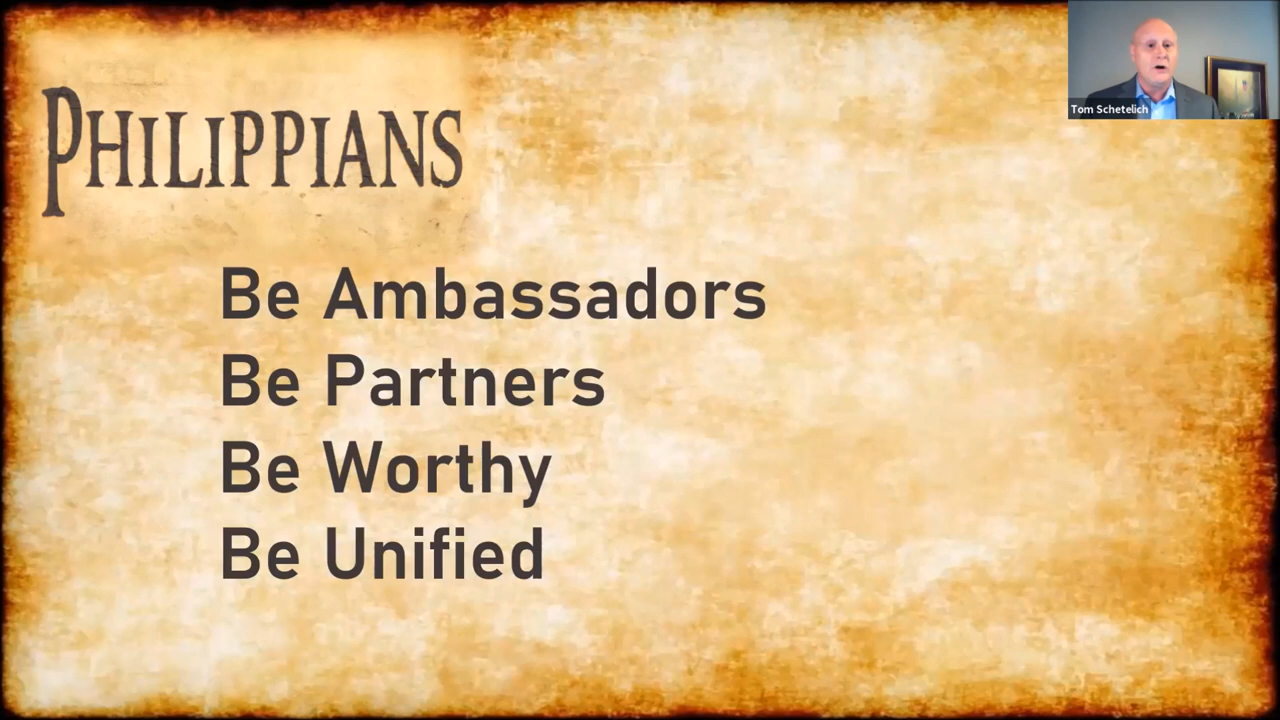 PHILIPPIANS
Tom Schetelich
Be Ambassadors
Be Partners
Be Worthy
Be Unified